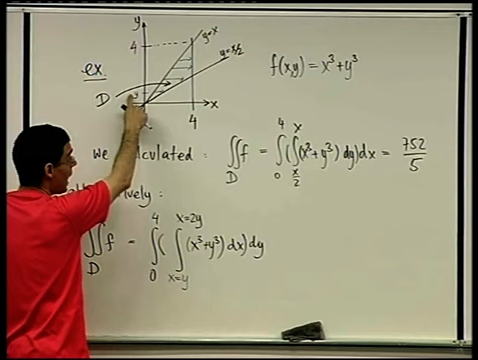 y
y=x
4
y=x/2
f(x,y) = x³+y³
ex.
D
x
4
we calculated : ∬_D f = ∫_0^4 ( ∫_{x/2}^x (x³+y³) dy) dx = 752/5
∬_D f = ∫_0^4 ( ∫_{x=y}^{x=2y} (x³+y³) dx) dy